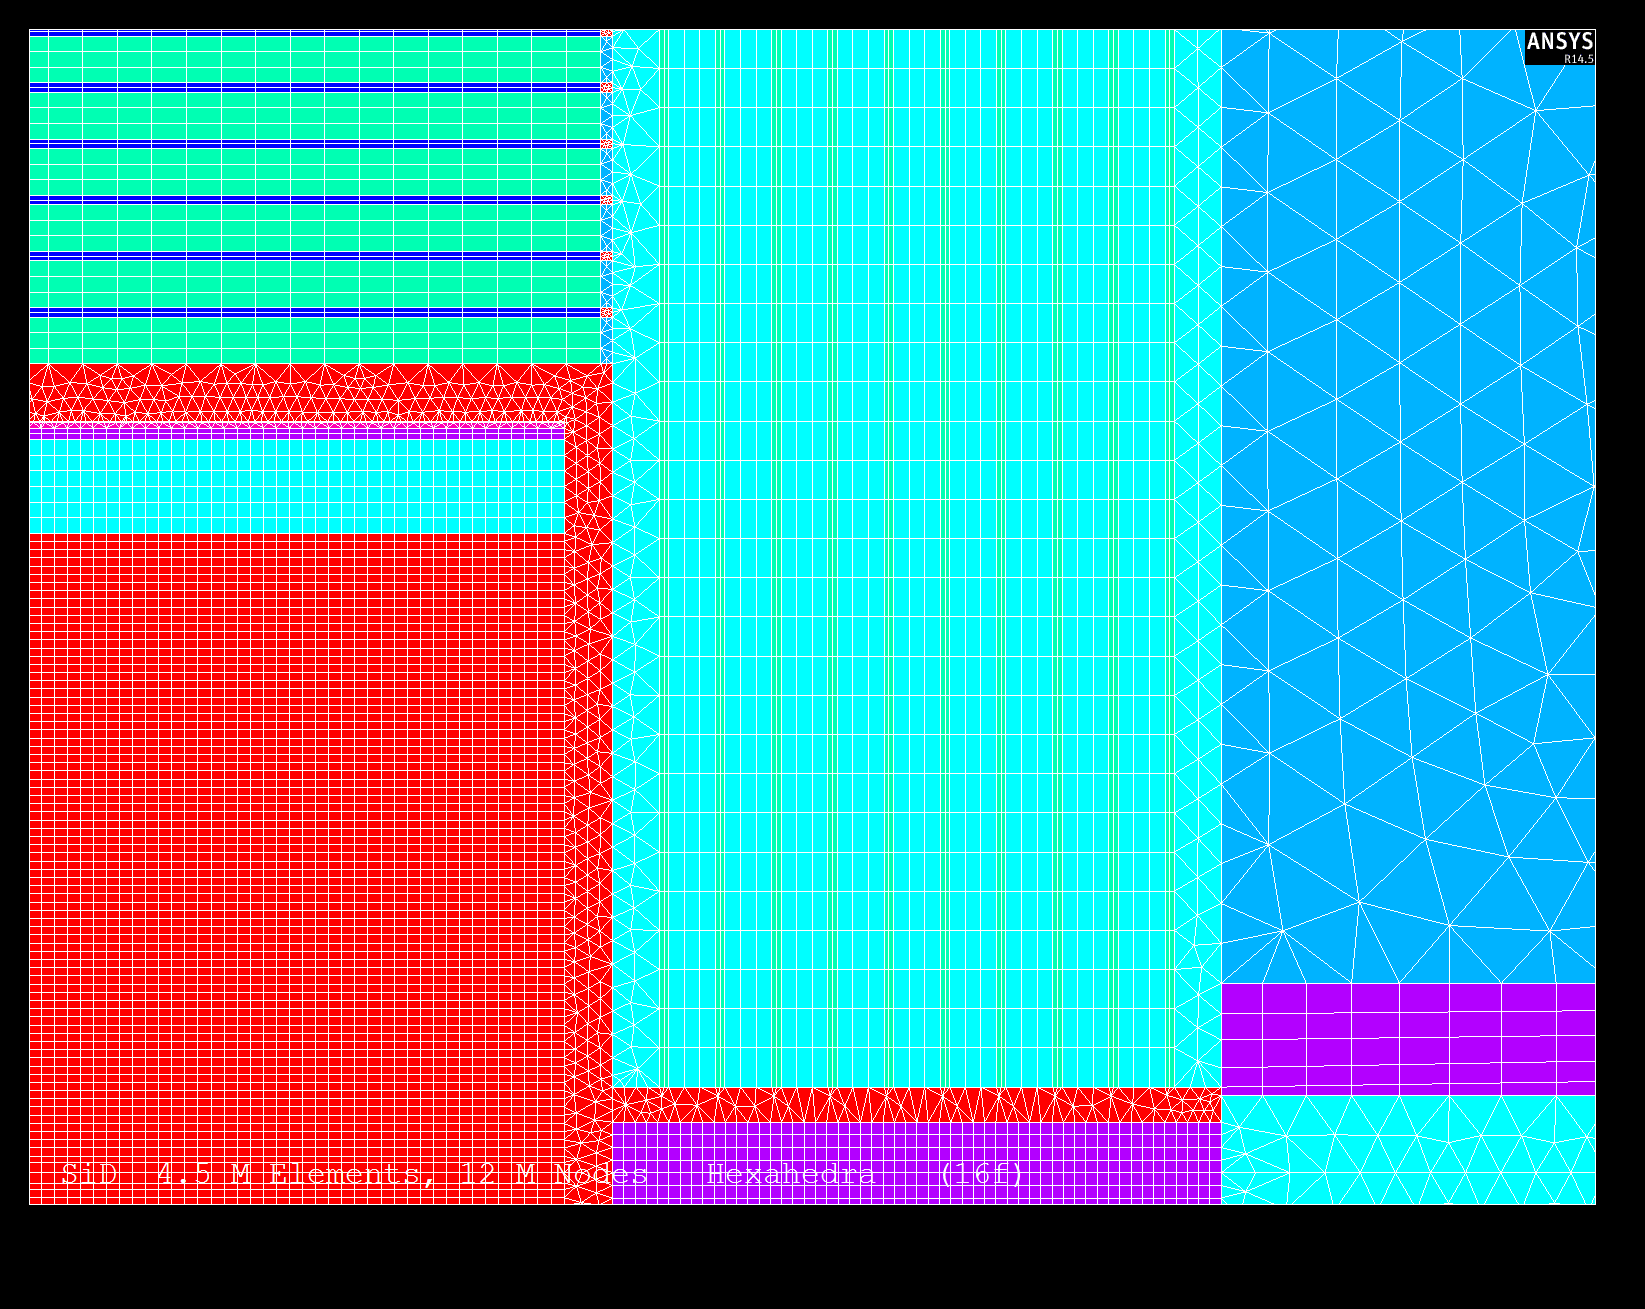 ANSYS
R14.5
SiD 4.5 M Elements, 12 M Nodes Hexahedra (16f)